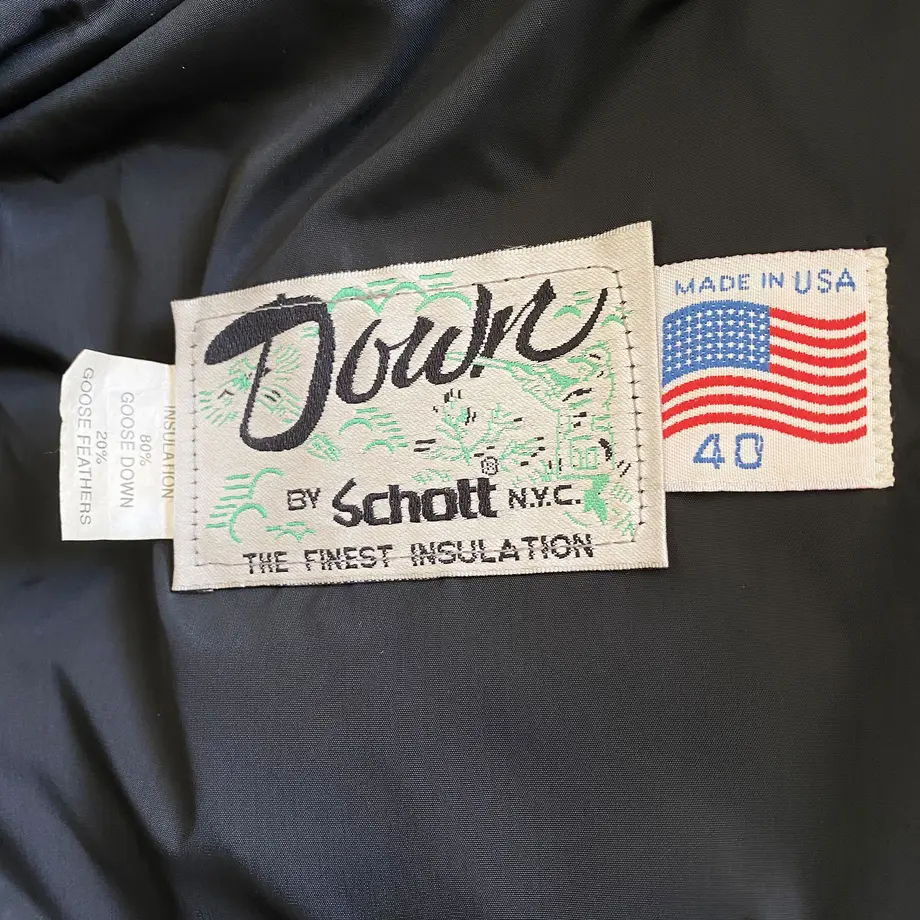 INSULATION
80%
GOOSE DOWN
20%
GOOSE FEATHERS
Down
BY Schott® N.Y.C.
THE FINEST INSULATION
MADE IN USA
40